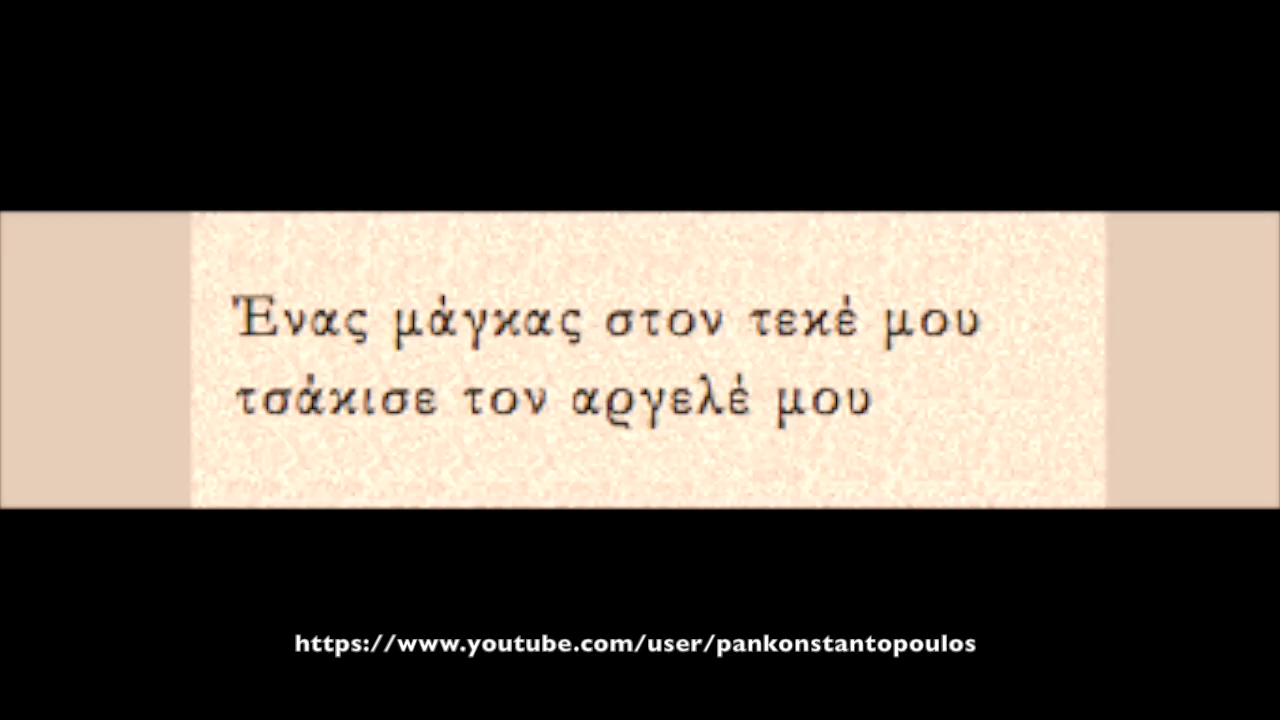 Ένας μάγκας στον τεκέ μου
τσάκισε τον αργελέ μου
https://www.youtube.com/user/pankonstantopoulos